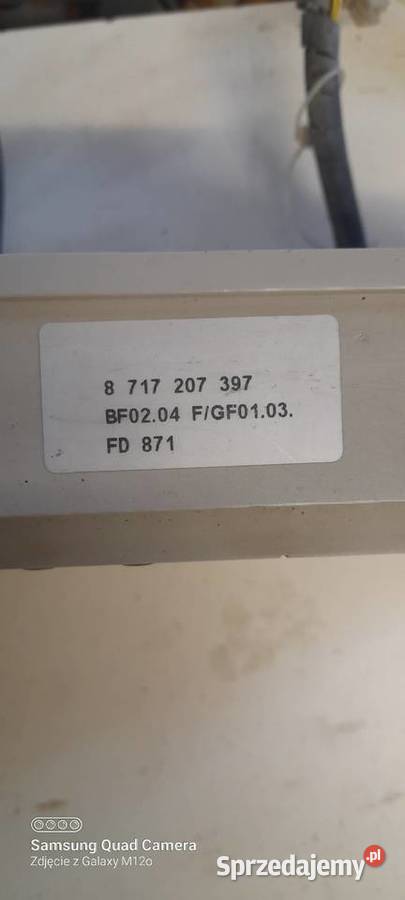 8 717 207 397
BF02.04 F/GF01.03.
FD 871
Samsung Quad Camera
Zdjęcie z Galaxy M12o
Sprzedajemy.pl